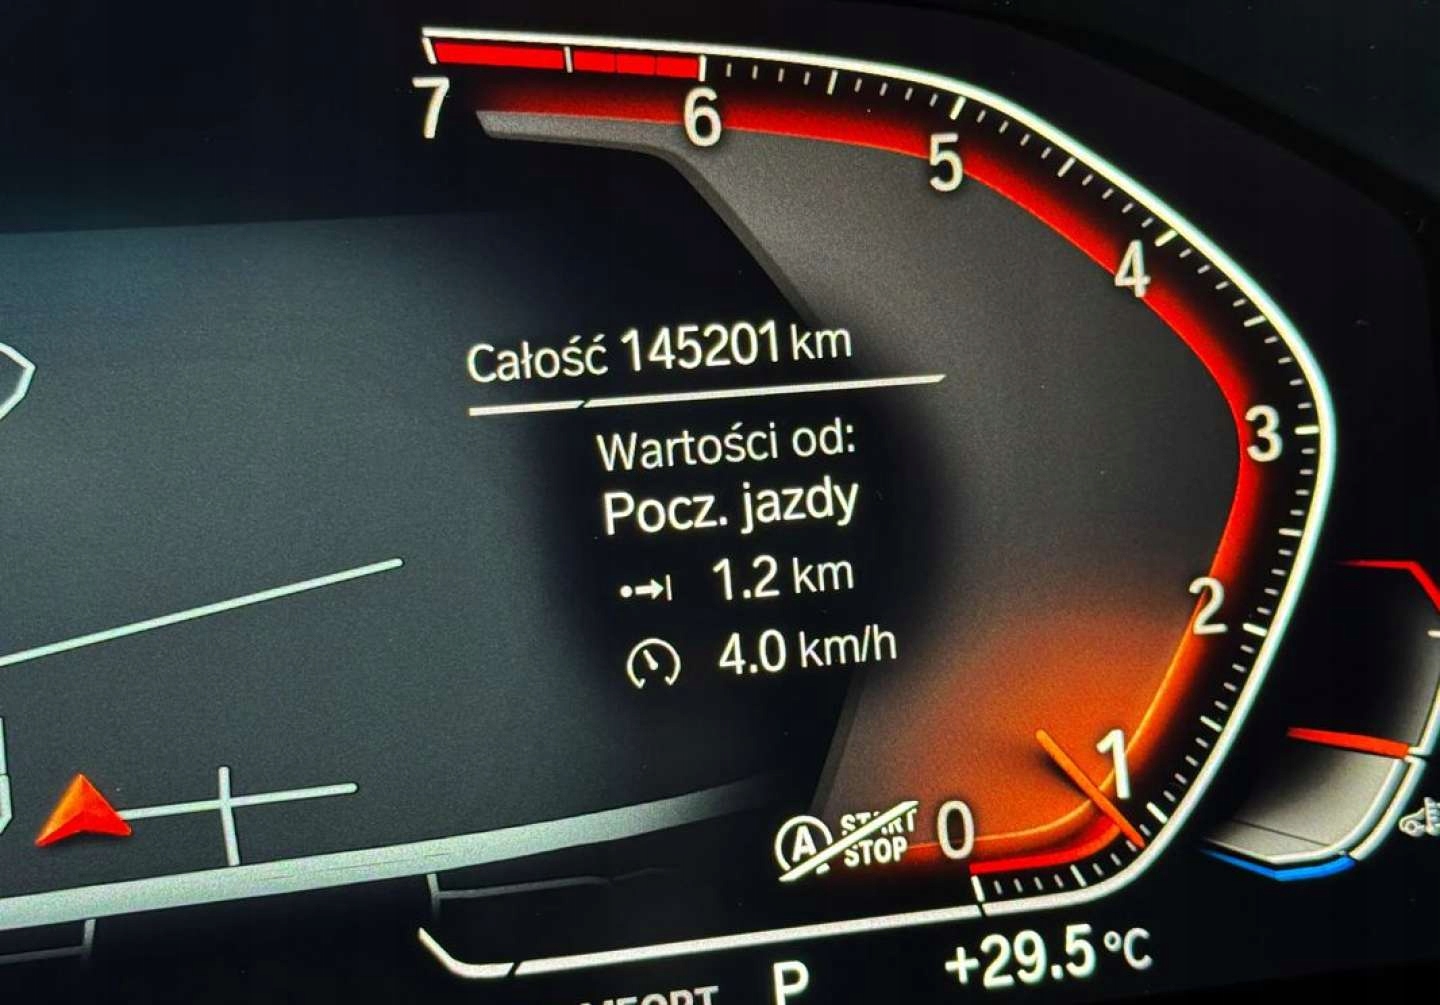 7
6
5
4
3
2
1
0
Całość 145201 km
Wartości od:
Pocz. jazdy
1.2 km
4.0 km/h
A START
STOP
+29.5 °C
P